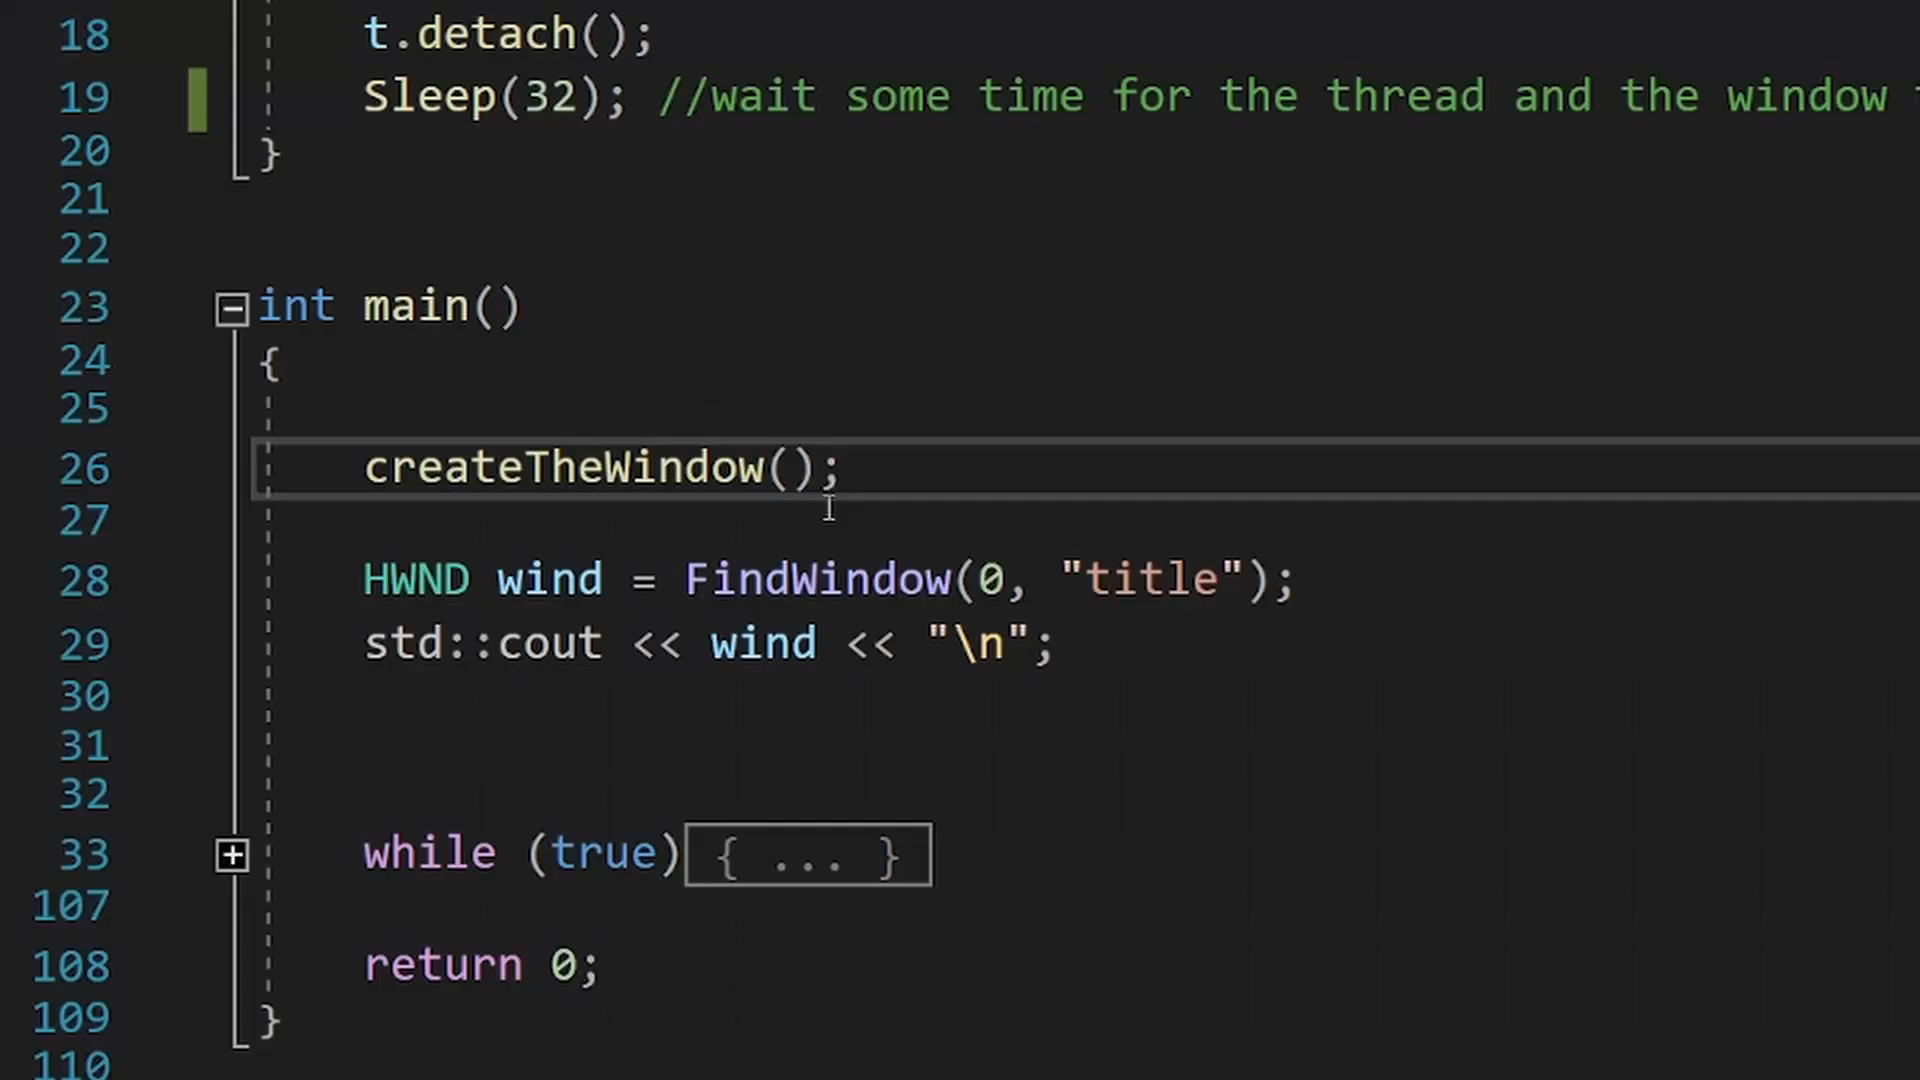 18 t.detach();
19 Sleep(32); //wait some time for the thread and the window
20 }
21
22
23 int main()
24 {
25
26 createTheWindow();
27
28 HWND wind = FindWindow(0, "title");
29 std::cout << wind << "\n";
30
31
32
33 while (true){ ... }
107
108 return 0;
109 }
110